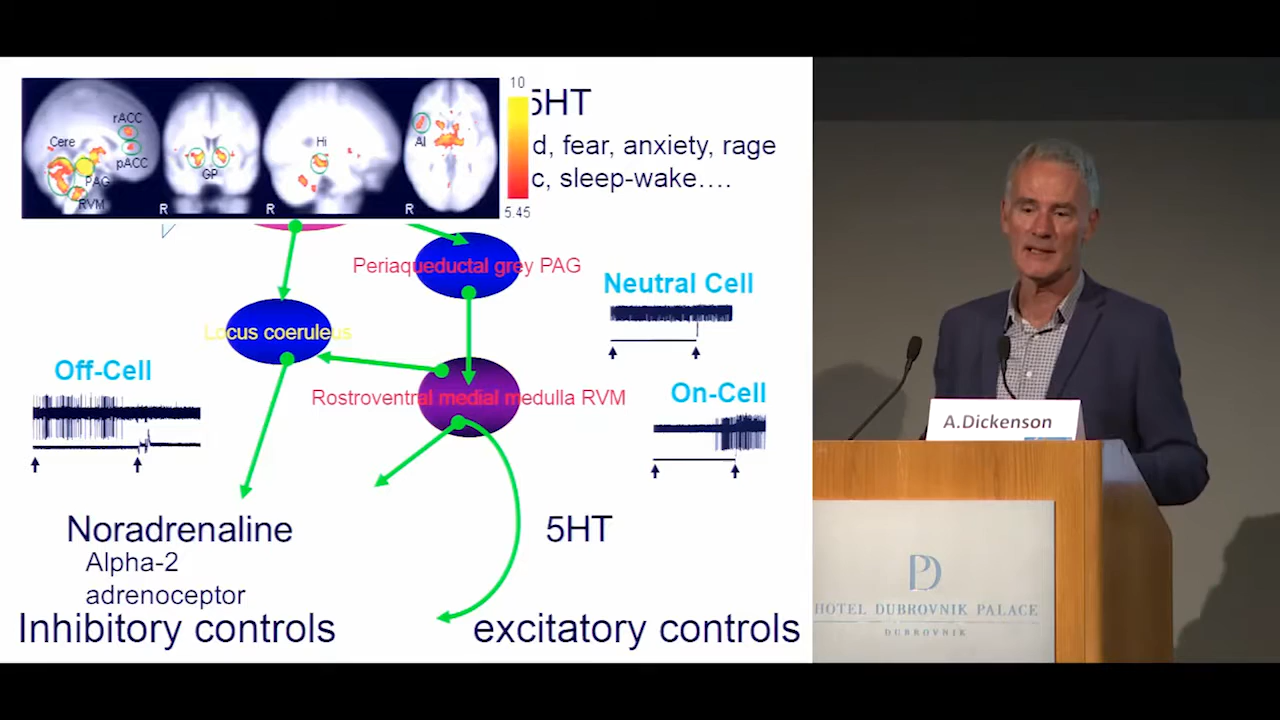 10
5HT
rACC
Cere
Hi
AI
pACC
GP
PAG
RVM
R
R
R
5.45
d, fear, anxiety, rage
c, sleep-wake….
Periaqueductal grey PAG
Neutral Cell
Locus coeruleus
Off-Cell
Rostroventral medial medulla RVM
On-Cell
Noradrenaline
5HT
Alpha-2
adrenoceptor
Inhibitory controls
excitatory controls
A.Dickenson
PD
HOTEL DUBROVNIK PALACE
DUBROVNIK